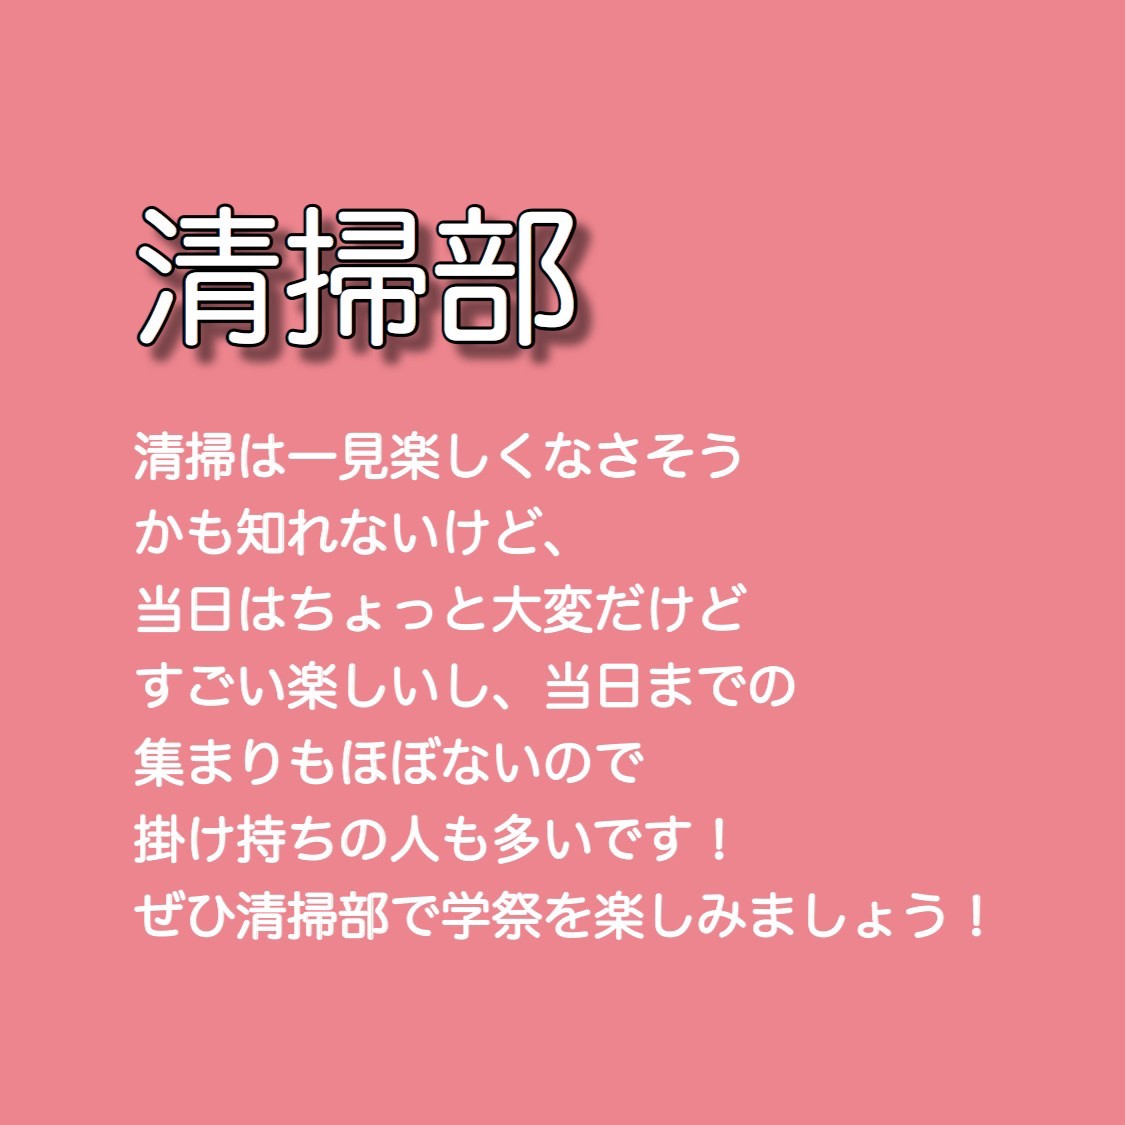 清掃部
清掃は一見楽しくなさそう
かも知れないけど、
当日はちょっと大変だけど
すごい楽しいし、当日までの
集まりもほぼないので
掛け持ちの人も多いです！
ぜひ清掃部で学祭を楽しみましょう！